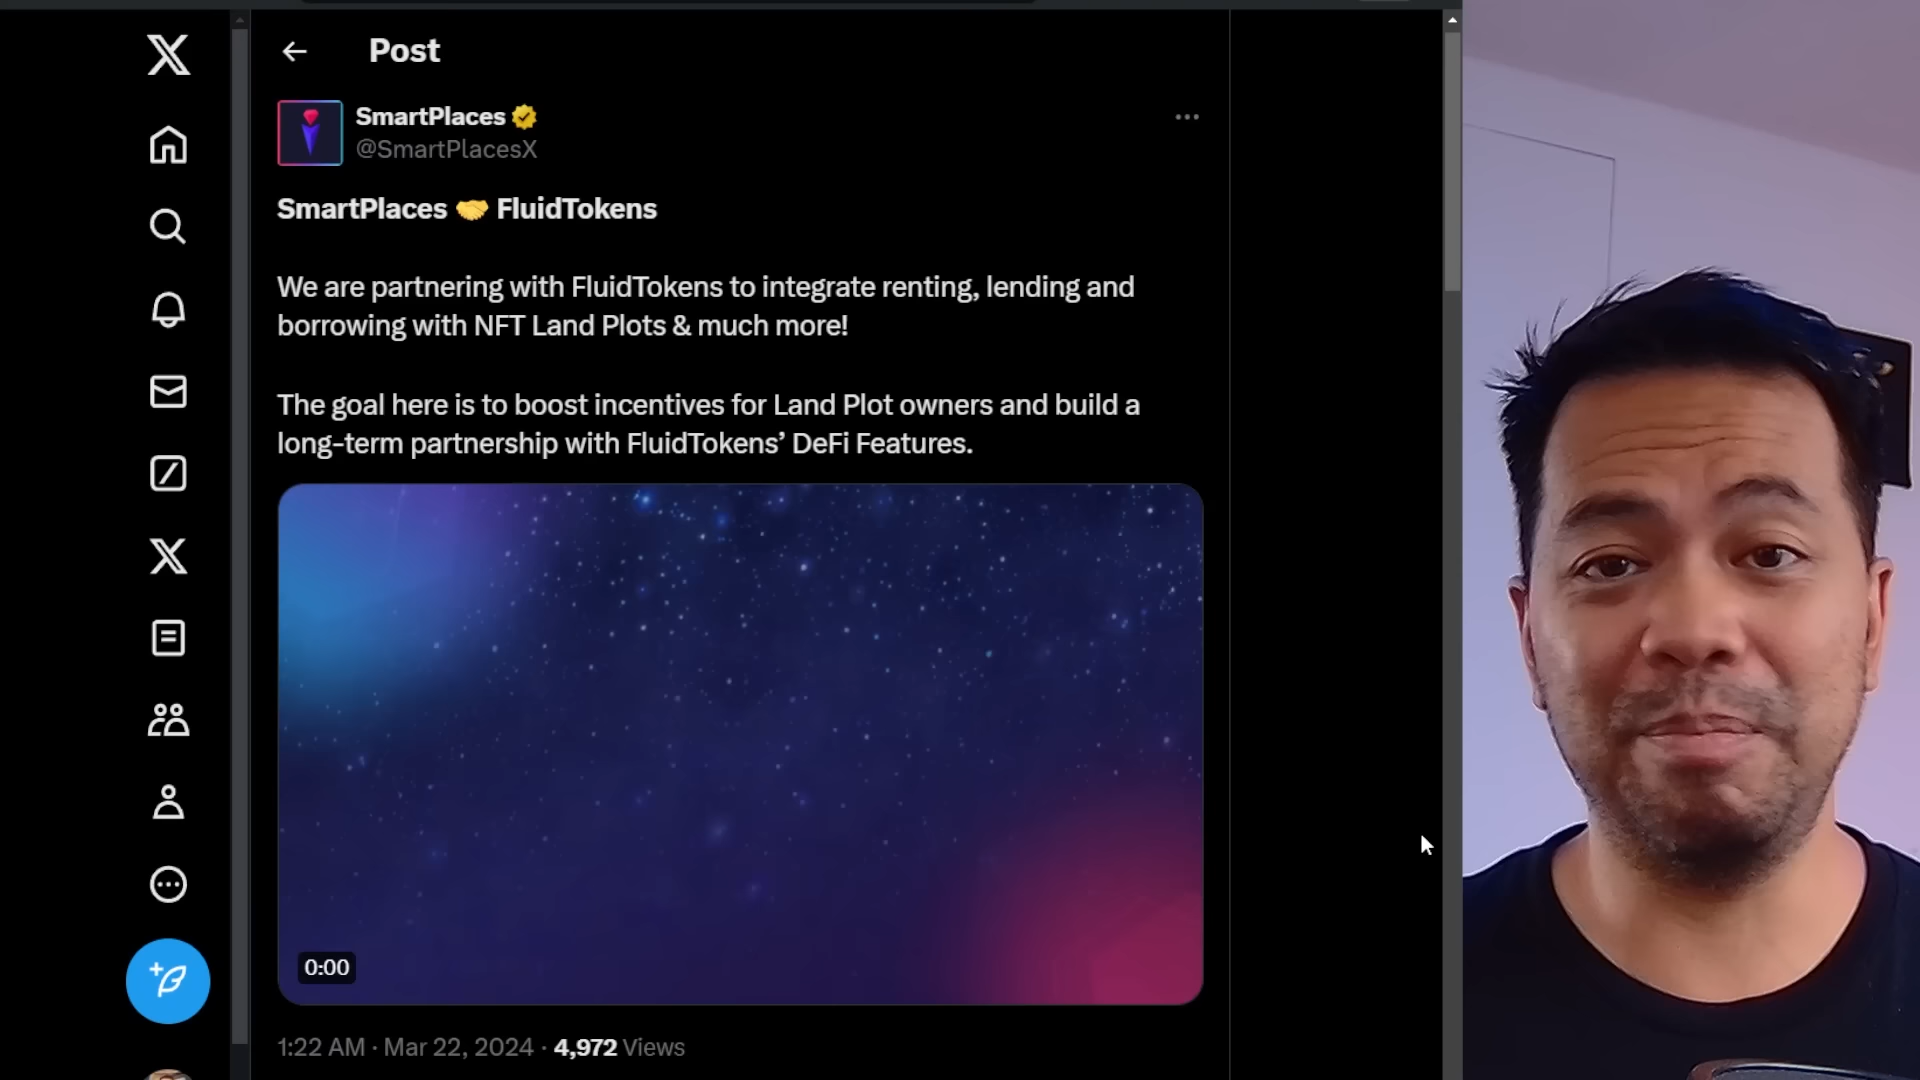 Post
SmartPlaces
@SmartPlacesX
SmartPlaces 🤝 FluidTokens
We are partnering with FluidTokens to integrate renting, lending and
borrowing with NFT Land Plots & much more!
The goal here is to boost incentives for Land Plot owners and build a
long-term partnership with FluidTokens’ DeFi Features.
0:00
1:22 AM · Mar 22, 2024 · 4,972 Views